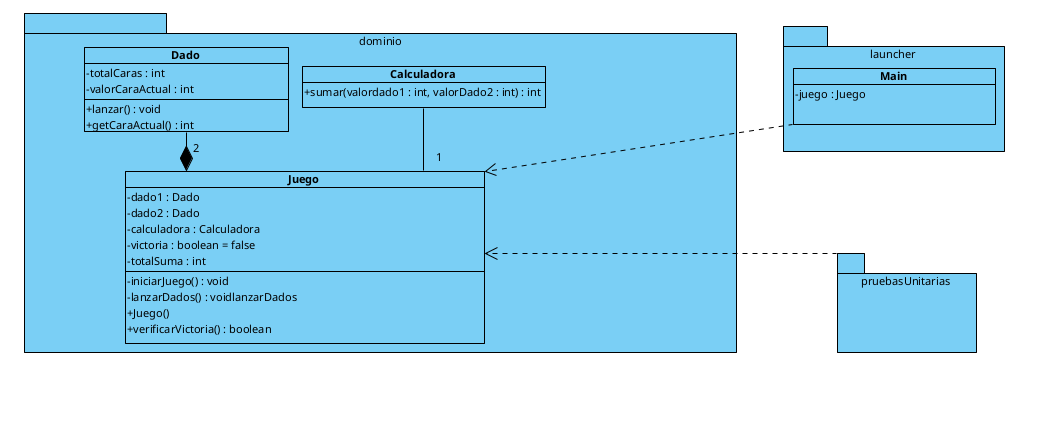 dominio
Dado
-totalCaras : int
-valorCaraActual : int
+lanzar() : void
+getCaraActual() : int
2
Calculadora
+sumar(valordado1 : int, valorDado2 : int) : int
1
Juego
-dado1 : Dado
-dado2 : Dado
-calculadora : Calculadora
-victoria : boolean = false
-totalSuma : int
-iniciarJuego() : void
-lanzarDados() : voidlanzarDados
+Juego()
+verificarVictoria() : boolean
launcher
Main
-juego : Juego
pruebasUnitarias